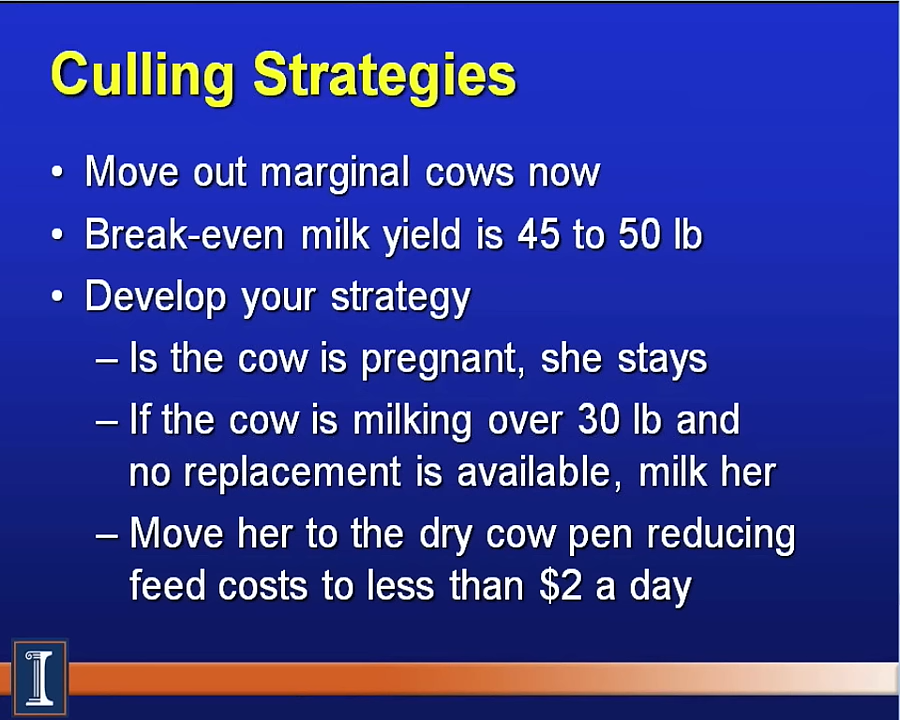 Culling Strategies
• Move out marginal cows now
• Break-even milk yield is 45 to 50 lb
• Develop your strategy
– Is the cow is pregnant, she stays
– If the cow is milking over 30 lb and
no replacement is available, milk her
– Move her to the dry cow pen reducing
feed costs to less than $2 a day
I